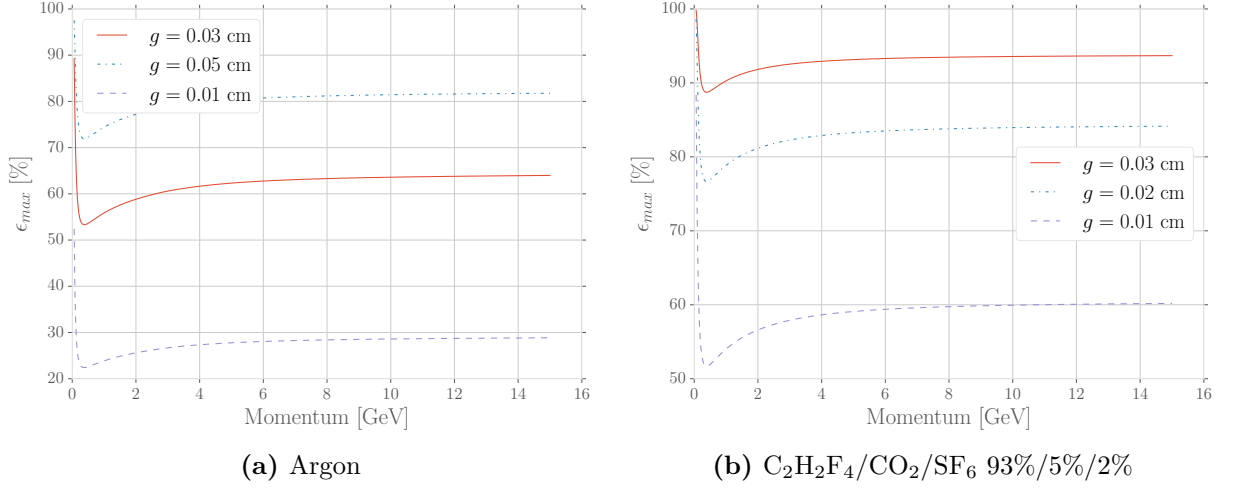 100
90
80
70
60
50
40
30
20
ϵ_max [%]
g = 0.03 cm
g = 0.05 cm
g = 0.01 cm
0 2 4 6 8 10 12 14 16
Momentum [GeV]
(a) Argon
100
90
80
70
60
50
ϵ_max [%]
g = 0.03 cm
g = 0.02 cm
g = 0.01 cm
0 2 4 6 8 10 12 14 16
Momentum [GeV]
(b) C₂H₂F₄/CO₂/SF₆ 93%/5%/2%